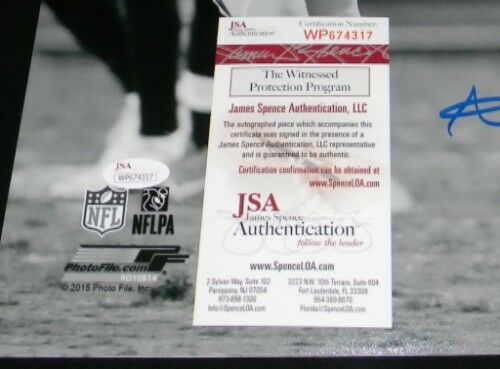 JSA
Authentication
Certification Number:
WP674317
The Witnessed
Protection Program
James Spence Authentication, LLC
The autographed piece which accompanies this
certificate was signed in the presence of a
James Spence Authentication, LLC representative
and is guaranteed to be authentic.
Certification confirmation can be obtained at
www.SpenceLOA.com
JSA
James Spence
Authentication
follow the leader
www.SpenceLOA.com
2 Sylvan Way, Suite 102
Parsippany, NJ 07054
973-898-1300
Info@SpenceLOA.com
3223 N.W. 10th Terrace, Suite 604
Fort Lauderdale, FL 33309
954-380-8670
Florida@SpenceLOA.com
JSA
WP674317
NFL
NFLPA
PhotoFile.com
© 2015 Photo File, Inc.